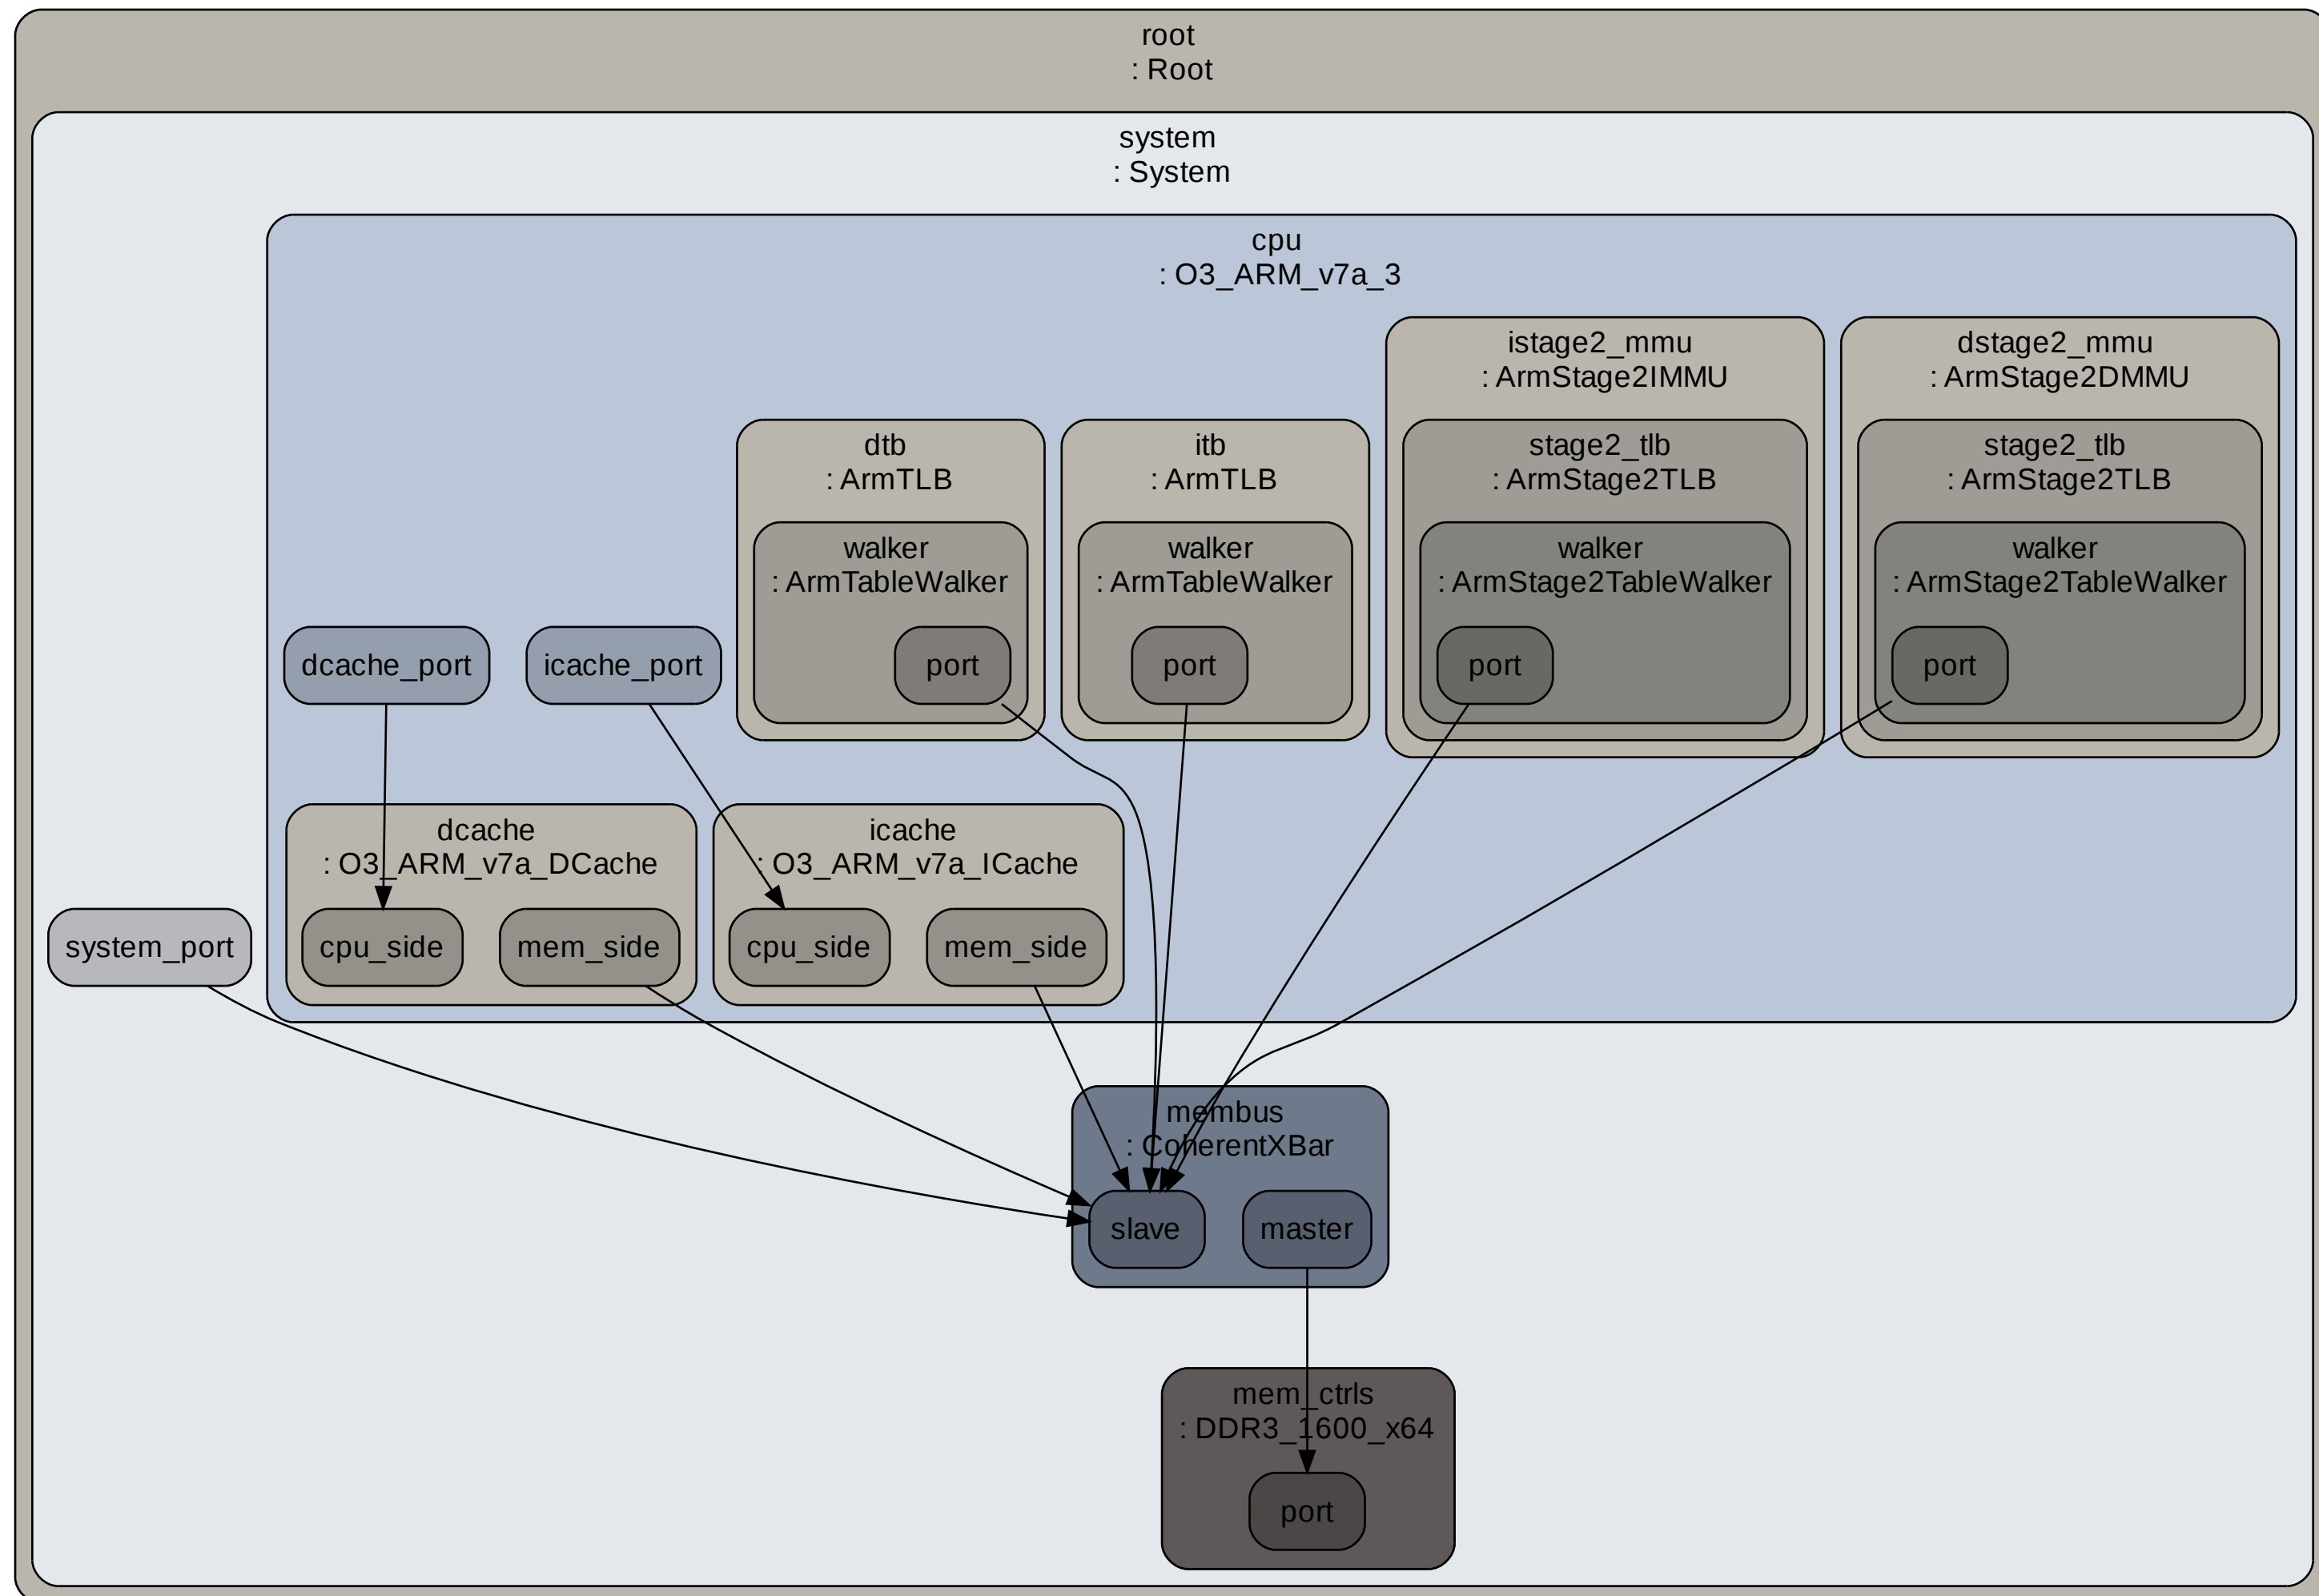 root
: Root
system
: System
cpu
: O3_ARM_v7a_3
istage2_mmu
: ArmStage2IMMU
dstage2_mmu
: ArmStage2DMMU
dtb
: ArmTLB
itb
: ArmTLB
stage2_tlb
: ArmStage2TLB
stage2_tlb
: ArmStage2TLB
walker
: ArmTableWalker
walker
: ArmTableWalker
walker
: ArmStage2TableWalker
walker
: ArmStage2TableWalker
dcache_port
icache_port
port
port
port
port
dcache
: O3_ARM_v7a_DCache
icache
: O3_ARM_v7a_ICache
system_port
cpu_side
mem_side
cpu_side
mem_side
membus
: CoherentXBar
slave
master
mem_ctrls
: DDR3_1600_x64
port